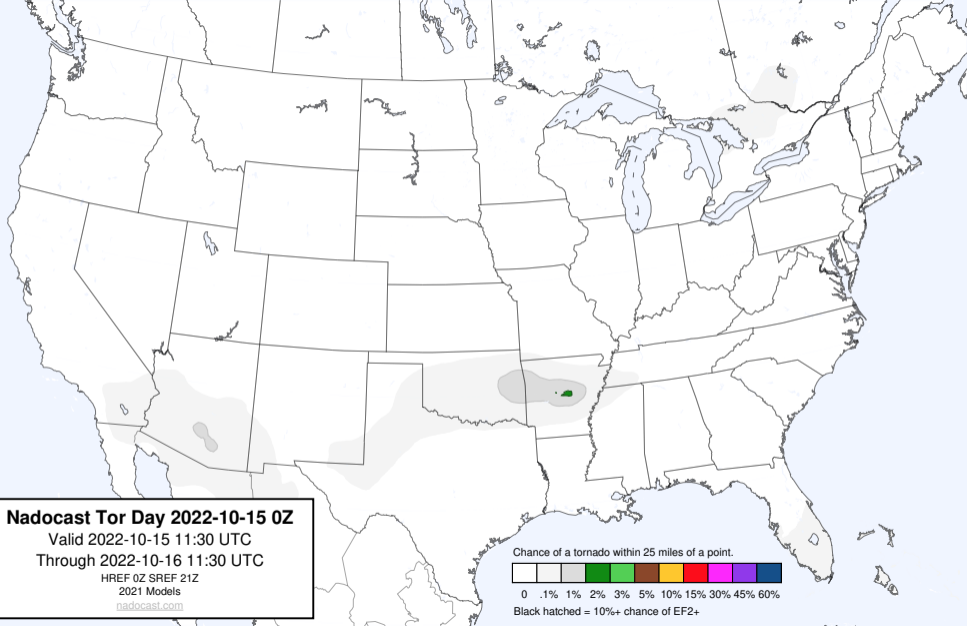 Nadocast Tor Day 2022-10-15 0Z
Valid 2022-10-15 11:30 UTC
Through 2022-10-16 11:30 UTC
HREF 0Z SREF 21Z
2021 Models
nadocast.com
Chance of a tornado within 25 miles of a point.
0 .1% 1% 2% 3% 5% 10% 15% 30% 45% 60%
Black hatched = 10%+ chance of EF2+